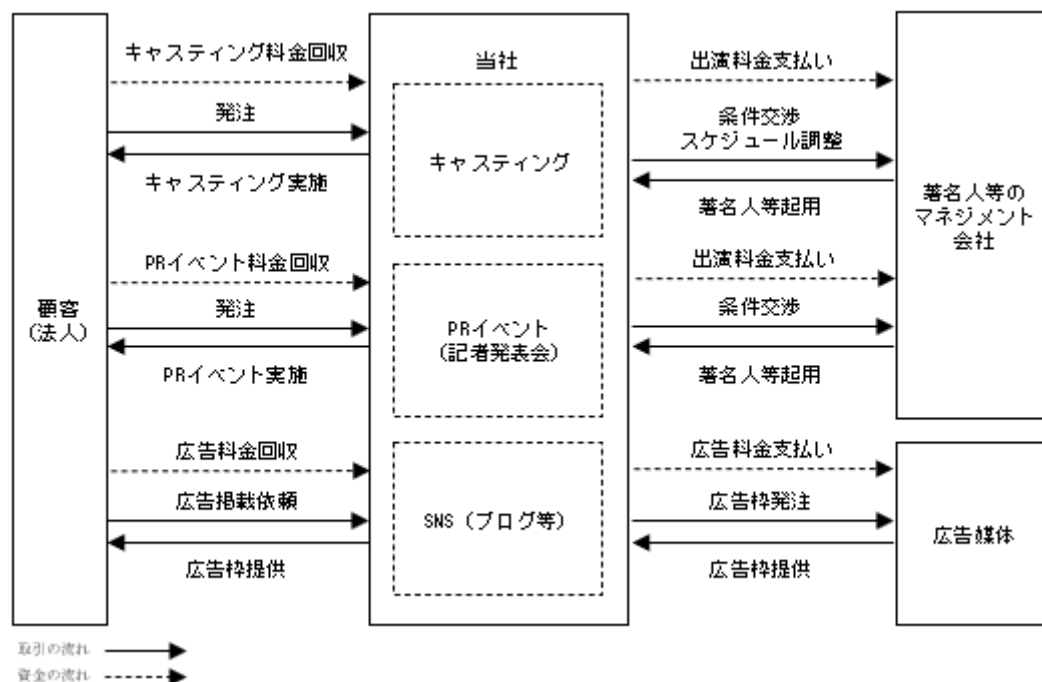 顧客
(法人)
キャスティング料金回収
発注
キャスティング実施
PRイベント料金回収
発注
PRイベント実施
広告料金回収
広告掲載依頼
広告枠提供
当社
キャスティング
PRイベント
(記者発表会)
SNS (ブログ等)
出演料金支払い
条件交渉
スケジュール調整
著名人等起用
出演料金支払い
条件交渉
著名人等起用
広告料金支払い
広告枠発注
広告枠提供
著名人等の
マネジメント
会社
広告媒体
取引の流れ
資金の流れ